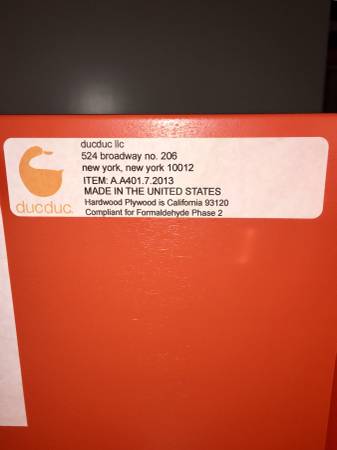 ducduc llc
524 broadway no. 206
new york, new york 10012
ITEM: A.A401.7.2013
MADE IN THE UNITED STATES
Hardwood Plywood is California 93120
Compliant for Formaldehyde Phase 2
ducduc.